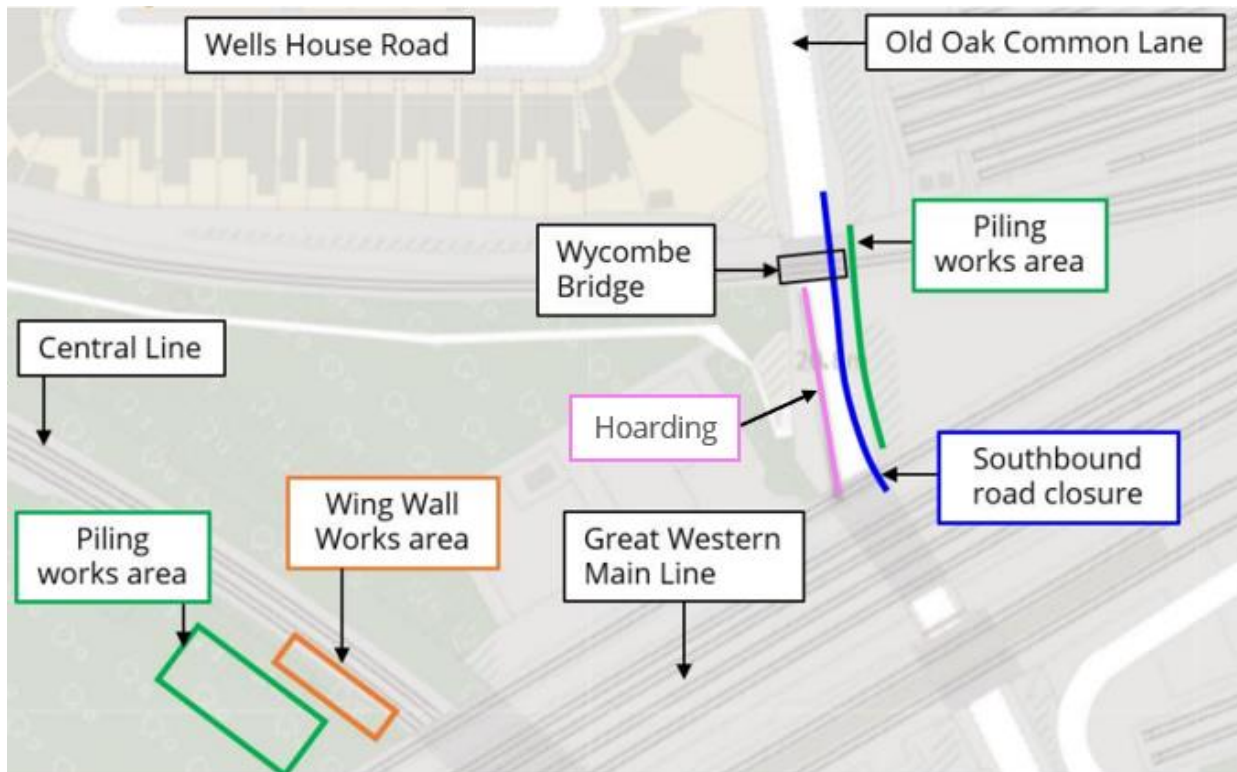 Wells House Road
Old Oak Common Lane
Piling
works area
Wycombe
Bridge
Central Line
Hoarding
Southbound
road closure
Wing Wall
Works area
Piling
works area
Great Western
Main Line